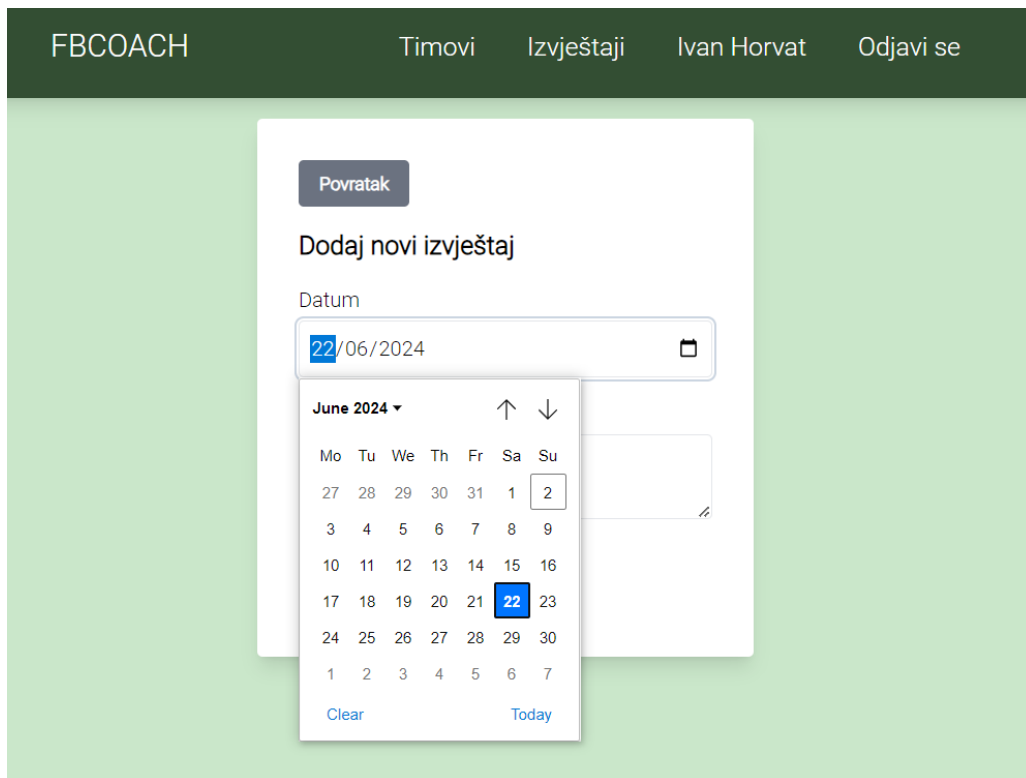 FBCOACH Timovi Izvještaji Ivan Horvat Odjavi se
Povratak
Dodaj novi izvještaj
Datum
22/06/2024
June 2024
Mo Tu We Th Fr Sa Su
27 28 29 30 31 1 2
3 4 5 6 7 8 9
10 11 12 13 14 15 16
17 18 19 20 21 22 23
24 25 26 27 28 29 30
1 2 3 4 5 6 7
Clear Today